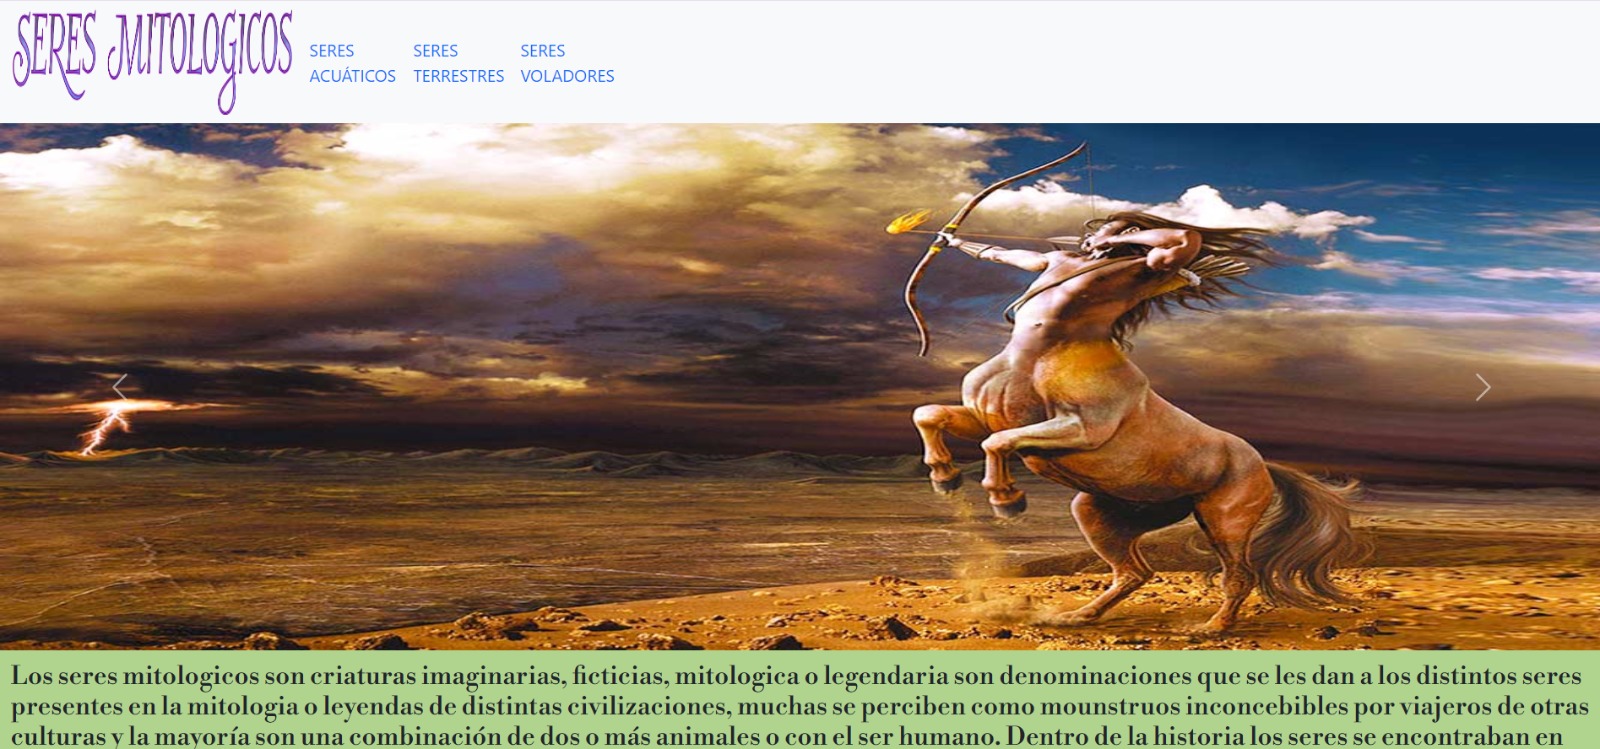 SERES MITOLOGICOS
SERES ACUÁTICOS
SERES TERRESTRES
SERES VOLADORES
Los seres mitologicos son criaturas imaginarias, ficticias, mitologica o legendaria son denominaciones que se les dan a los distintos seres
presentes en la mitologia o leyendas de distintas civilizaciones, muchas se perciben como mounstruos inconcebibles por viajeros de otras
culturas y la mayoría son una combinación de dos o más animales o con el ser humano. Dentro de la historia los seres se encontraban en